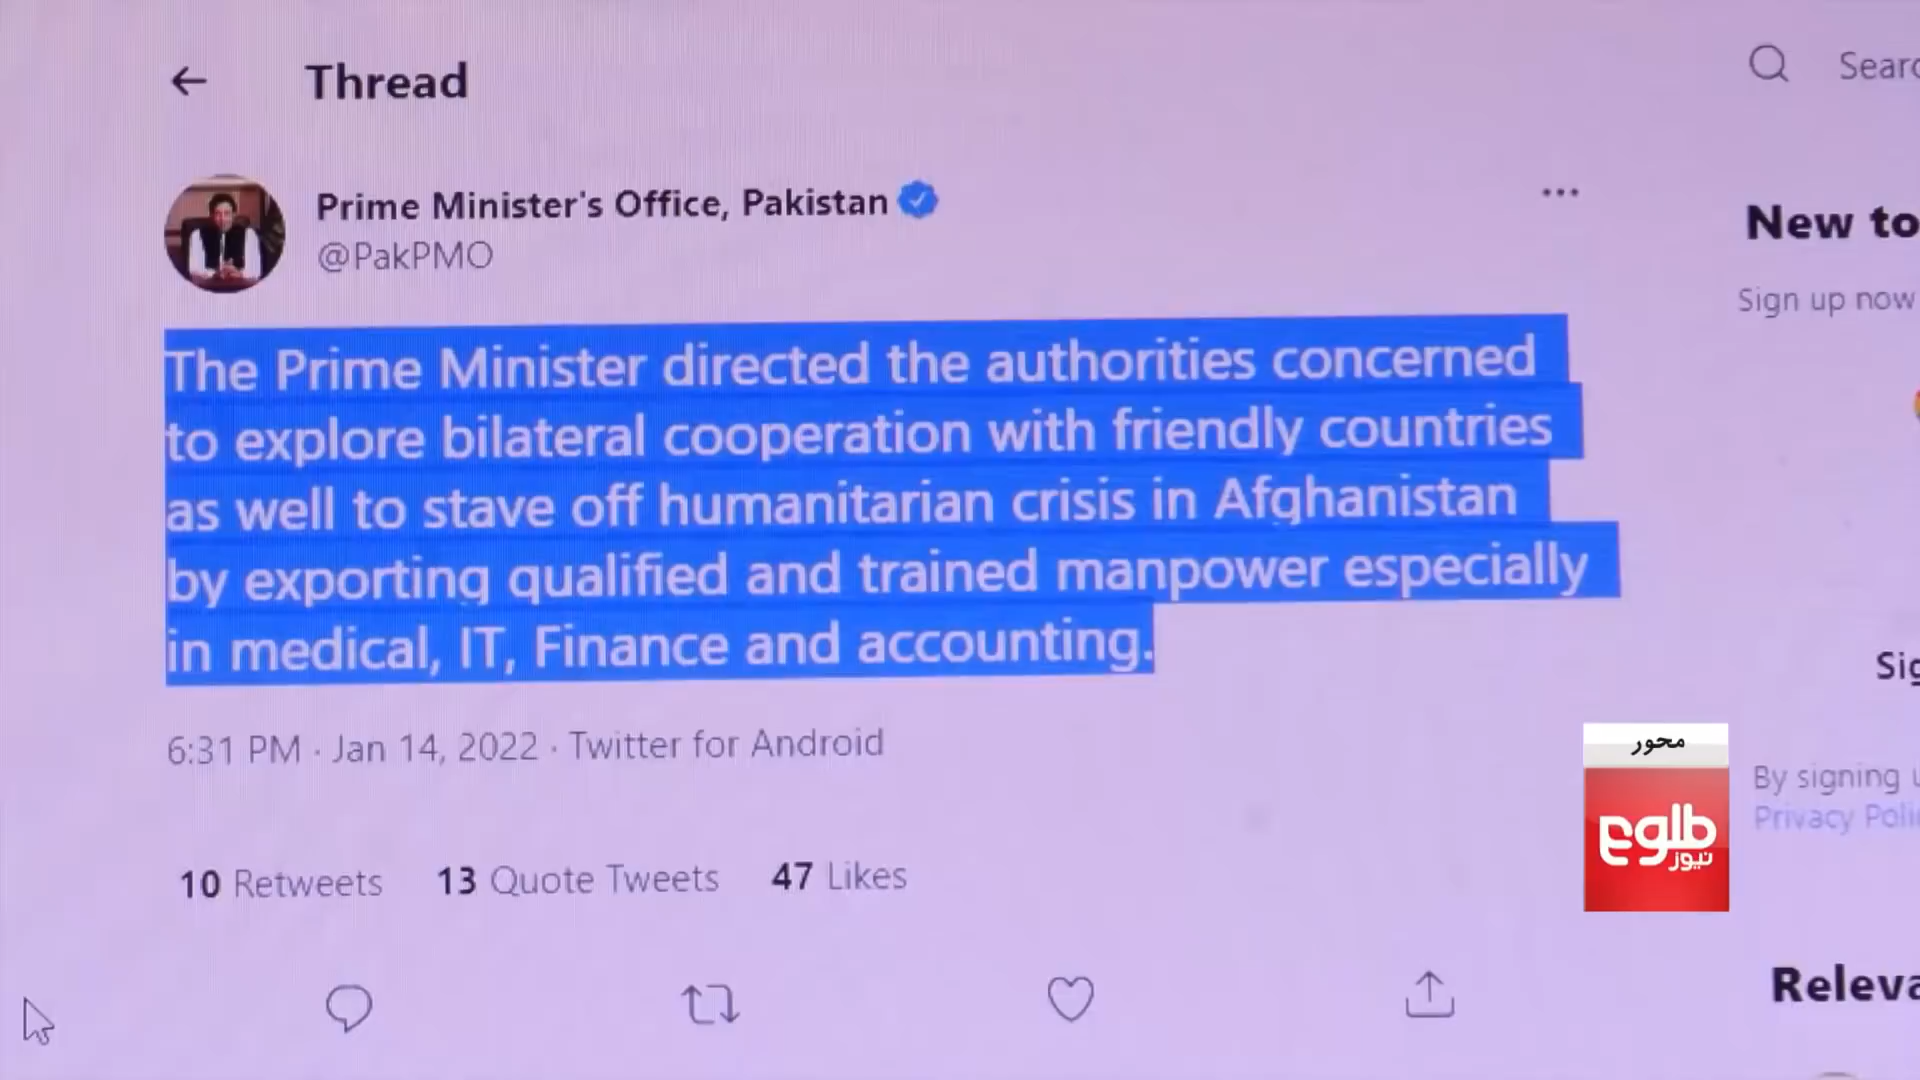 Thread
Searc
Prime Minister's Office, Pakistan
@PakPMO
New to
Sign up now
The Prime Minister directed the authorities concerned
to explore bilateral cooperation with friendly countries
as well to stave off humanitarian crisis in Afghanistan
by exporting qualified and trained manpower especially
in medical, IT, Finance and accounting.
Sig
6:31 PM · Jan 14, 2022 · Twitter for Android
محور
طلوع
نیوز
By signing u
Privacy Poli
10 Retweets 13 Quote Tweets 47 Likes
Releva